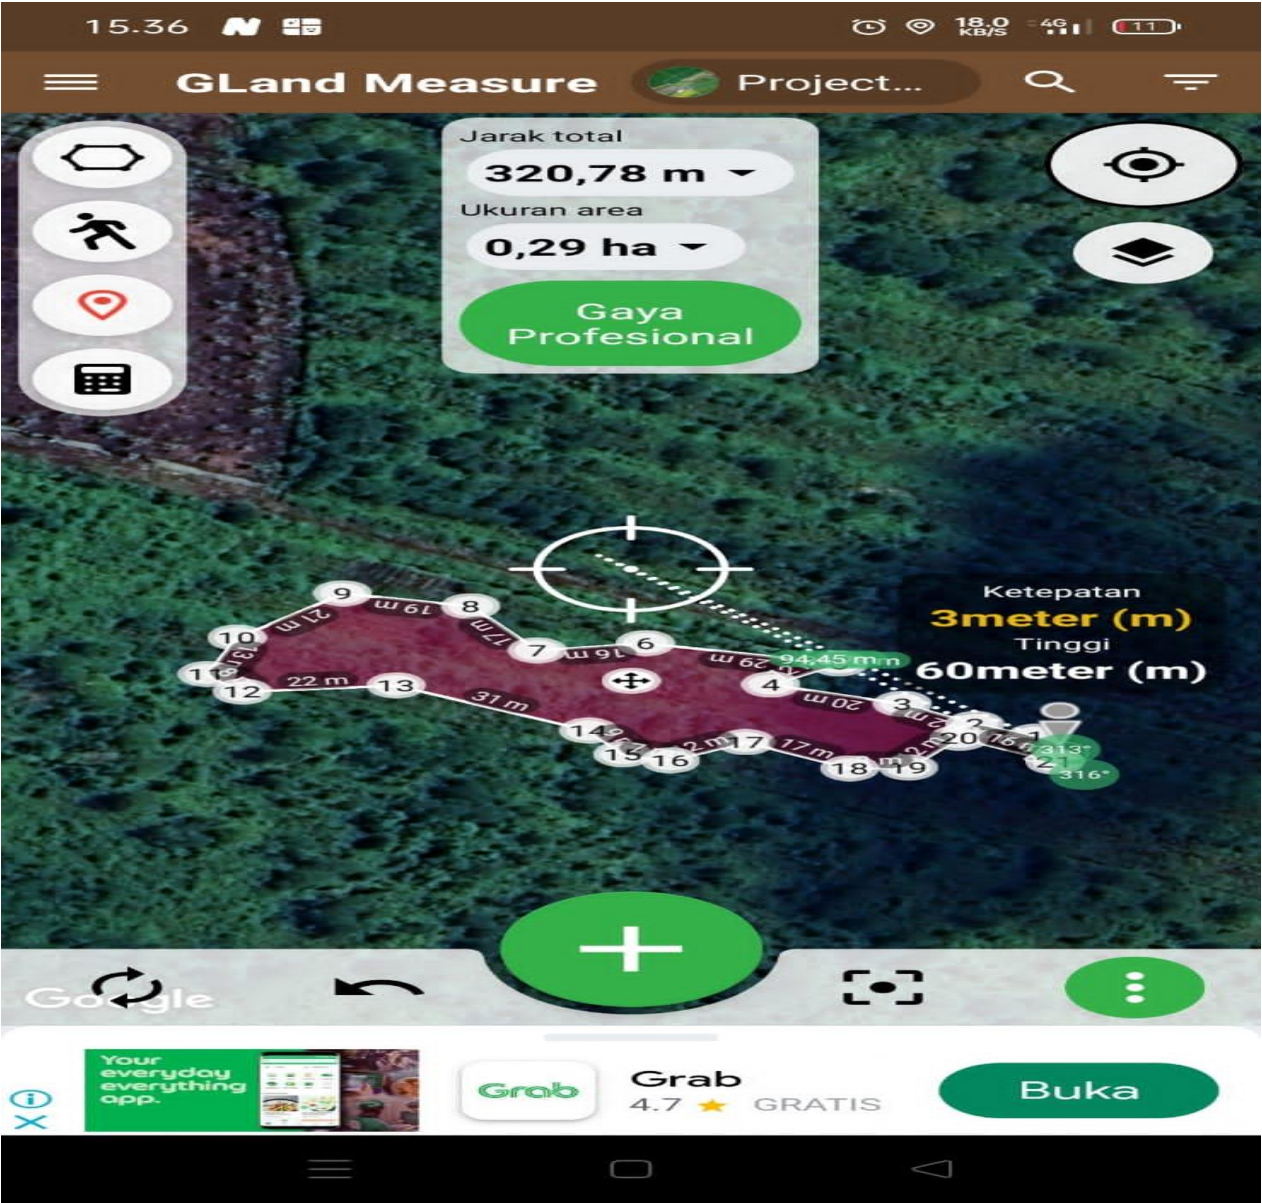 15.36
18.0
KB/S
4G
11
GLand Measure
Project...
Jarak total
320,78 m
Ukuran area
0,29 ha
Gaya
Profesional
Ketepatan
3meter (m)
Tinggi
60meter (m)
9
19 m
8
21 m
17 m
10
7
16 m
6
29 m
94,45 m
4
20 m
3
11
12
22 m
13
31 m
14
15
16
17
17 m
18
19
20
2
16
1
21
313°
316°
Google
Your
everyday
everything
app.
Grab
Grab
4.7
GRATIS
Buka